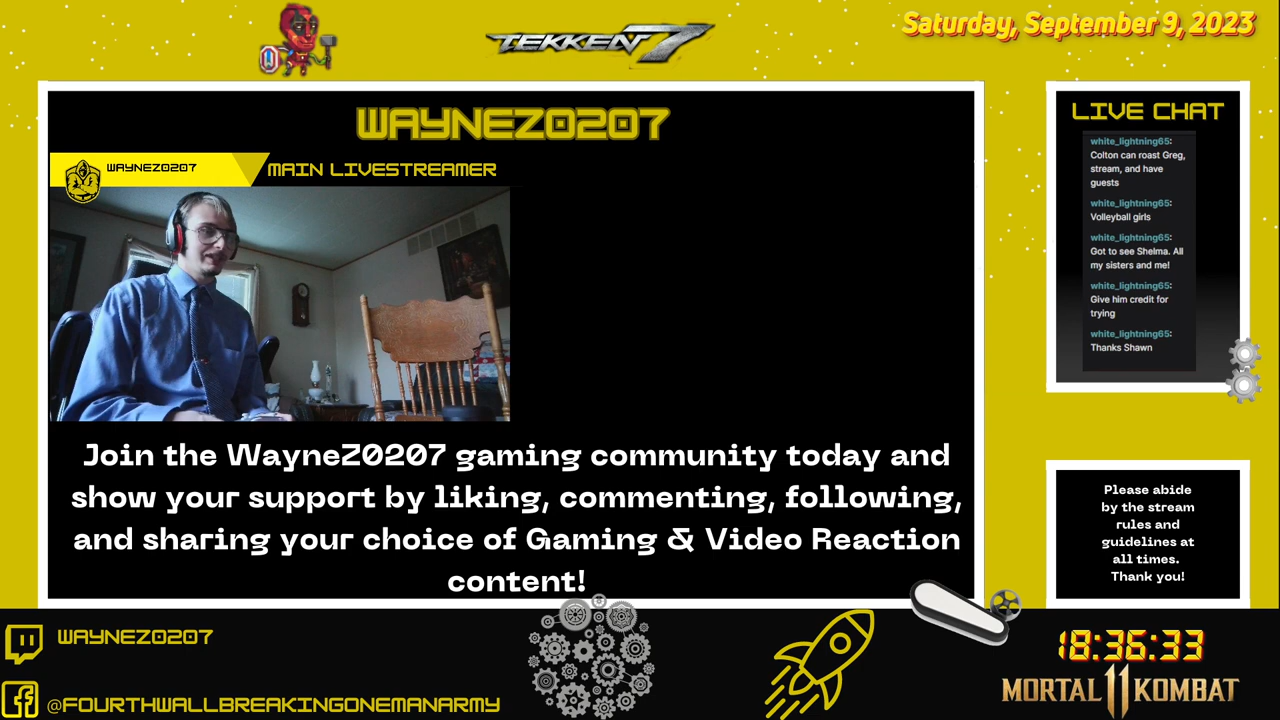 Saturday, September 9, 2023
TEKKEN 7
WAYNEZ0207
WAYNEZ0207
MAIN LIVESTREAMER
Join the WayneZ0207 gaming community today and
show your support by liking, commenting, following,
and sharing your choice of Gaming & Video Reaction
content!
LIVE CHAT
white_lightning65:
Colton can roast Greg,
stream, and have
guests
white_lightning65:
Volleyball girls
white_lightning65:
Got to see Shelma. All
my sisters and me!
white_lightning65:
Give him credit for
trying
white_lightning65:
Thanks Shawn
Please abide
by the stream
rules and
guidelines at
all times.
Thank you!
WAYNEZ0207
@FOURTHWALLBREAKINGONEMANARMY
18:36:33
MORTAL 11 KOMBAT